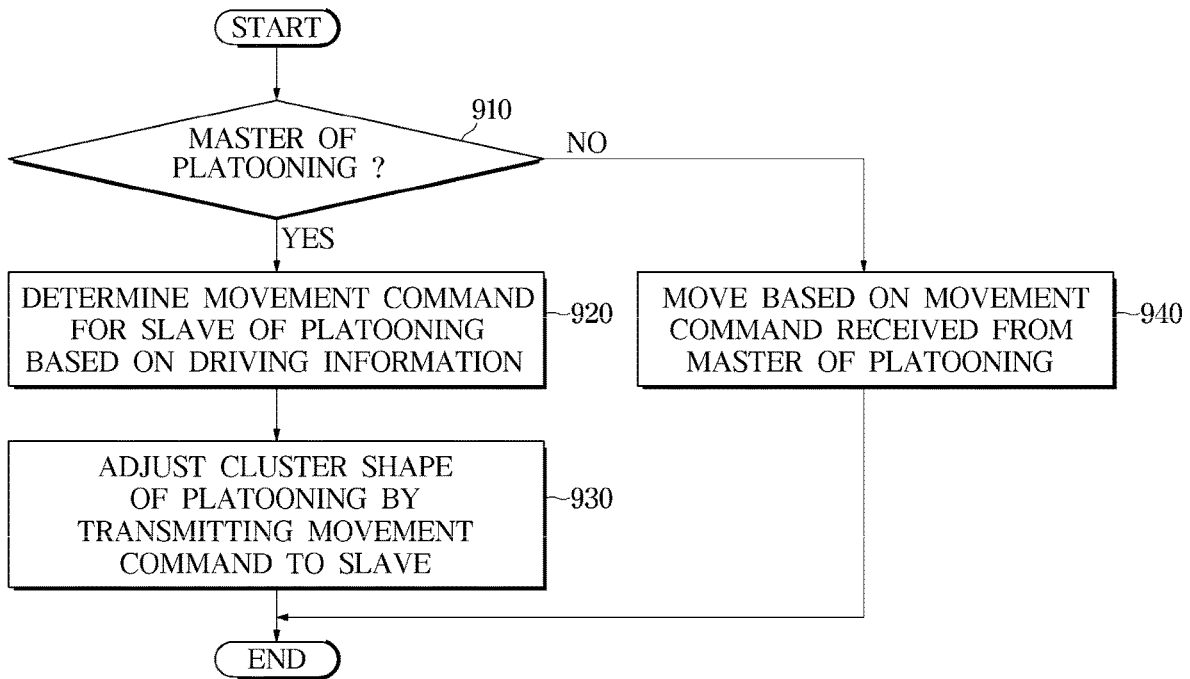 START
910
MASTER OF
PLATOONING ?
NO
YES
DETERMINE MOVEMENT COMMAND
FOR SLAVE OF PLATOONING
BASED ON DRIVING INFORMATION
920
MOVE BASED ON MOVEMENT
COMMAND RECEIVED FROM
MASTER OF PLATOONING
940
ADJUST CLUSTER SHAPE
OF PLATOONING BY
TRANSMITTING MOVEMENT
COMMAND TO SLAVE
930
END